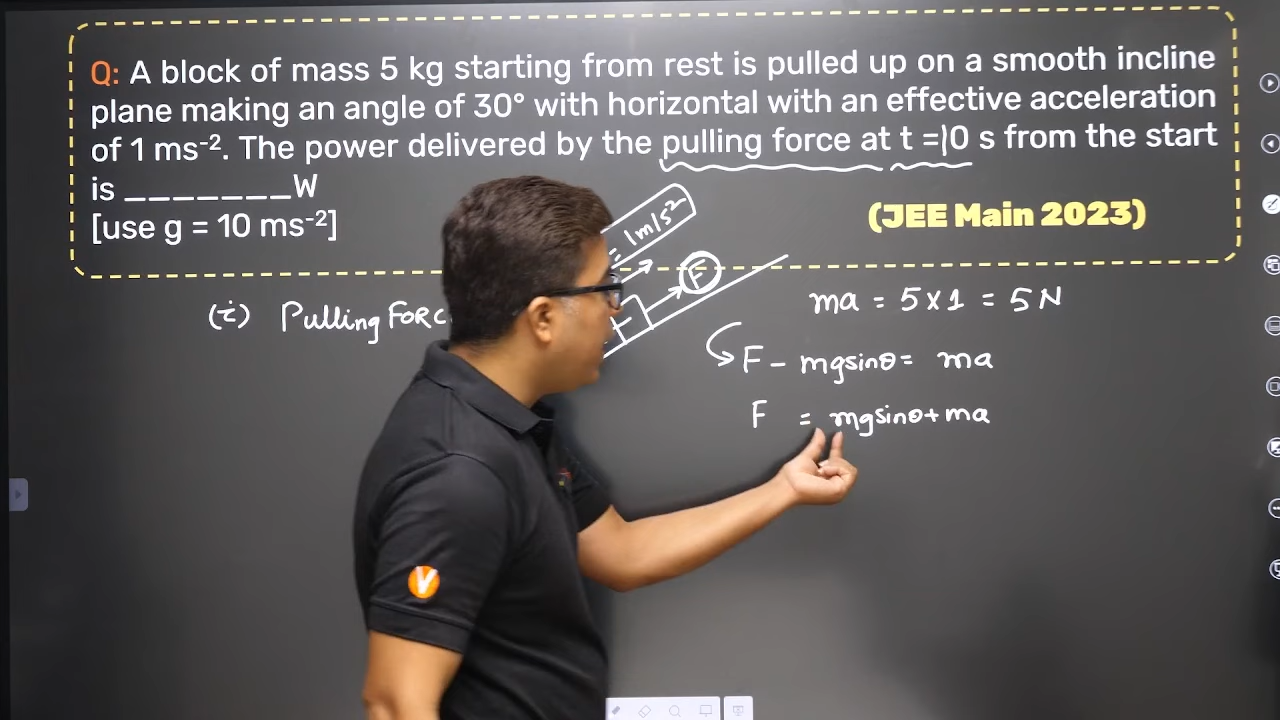 Q: A block of mass 5 kg starting from rest is pulled up on a smooth incline
plane making an angle of 30° with horizontal with an effective acceleration
of 1 ms⁻². The power delivered by the pulling force at t =10 s from the start
is _______W
[use g = 10 ms⁻²]
(JEE Main 2023)
= 1m/s²
F
(i) Pulling Forc
ma = 5 x 1 = 5 N
F - mgsinθ = ma
F = mgsinθ + ma
V